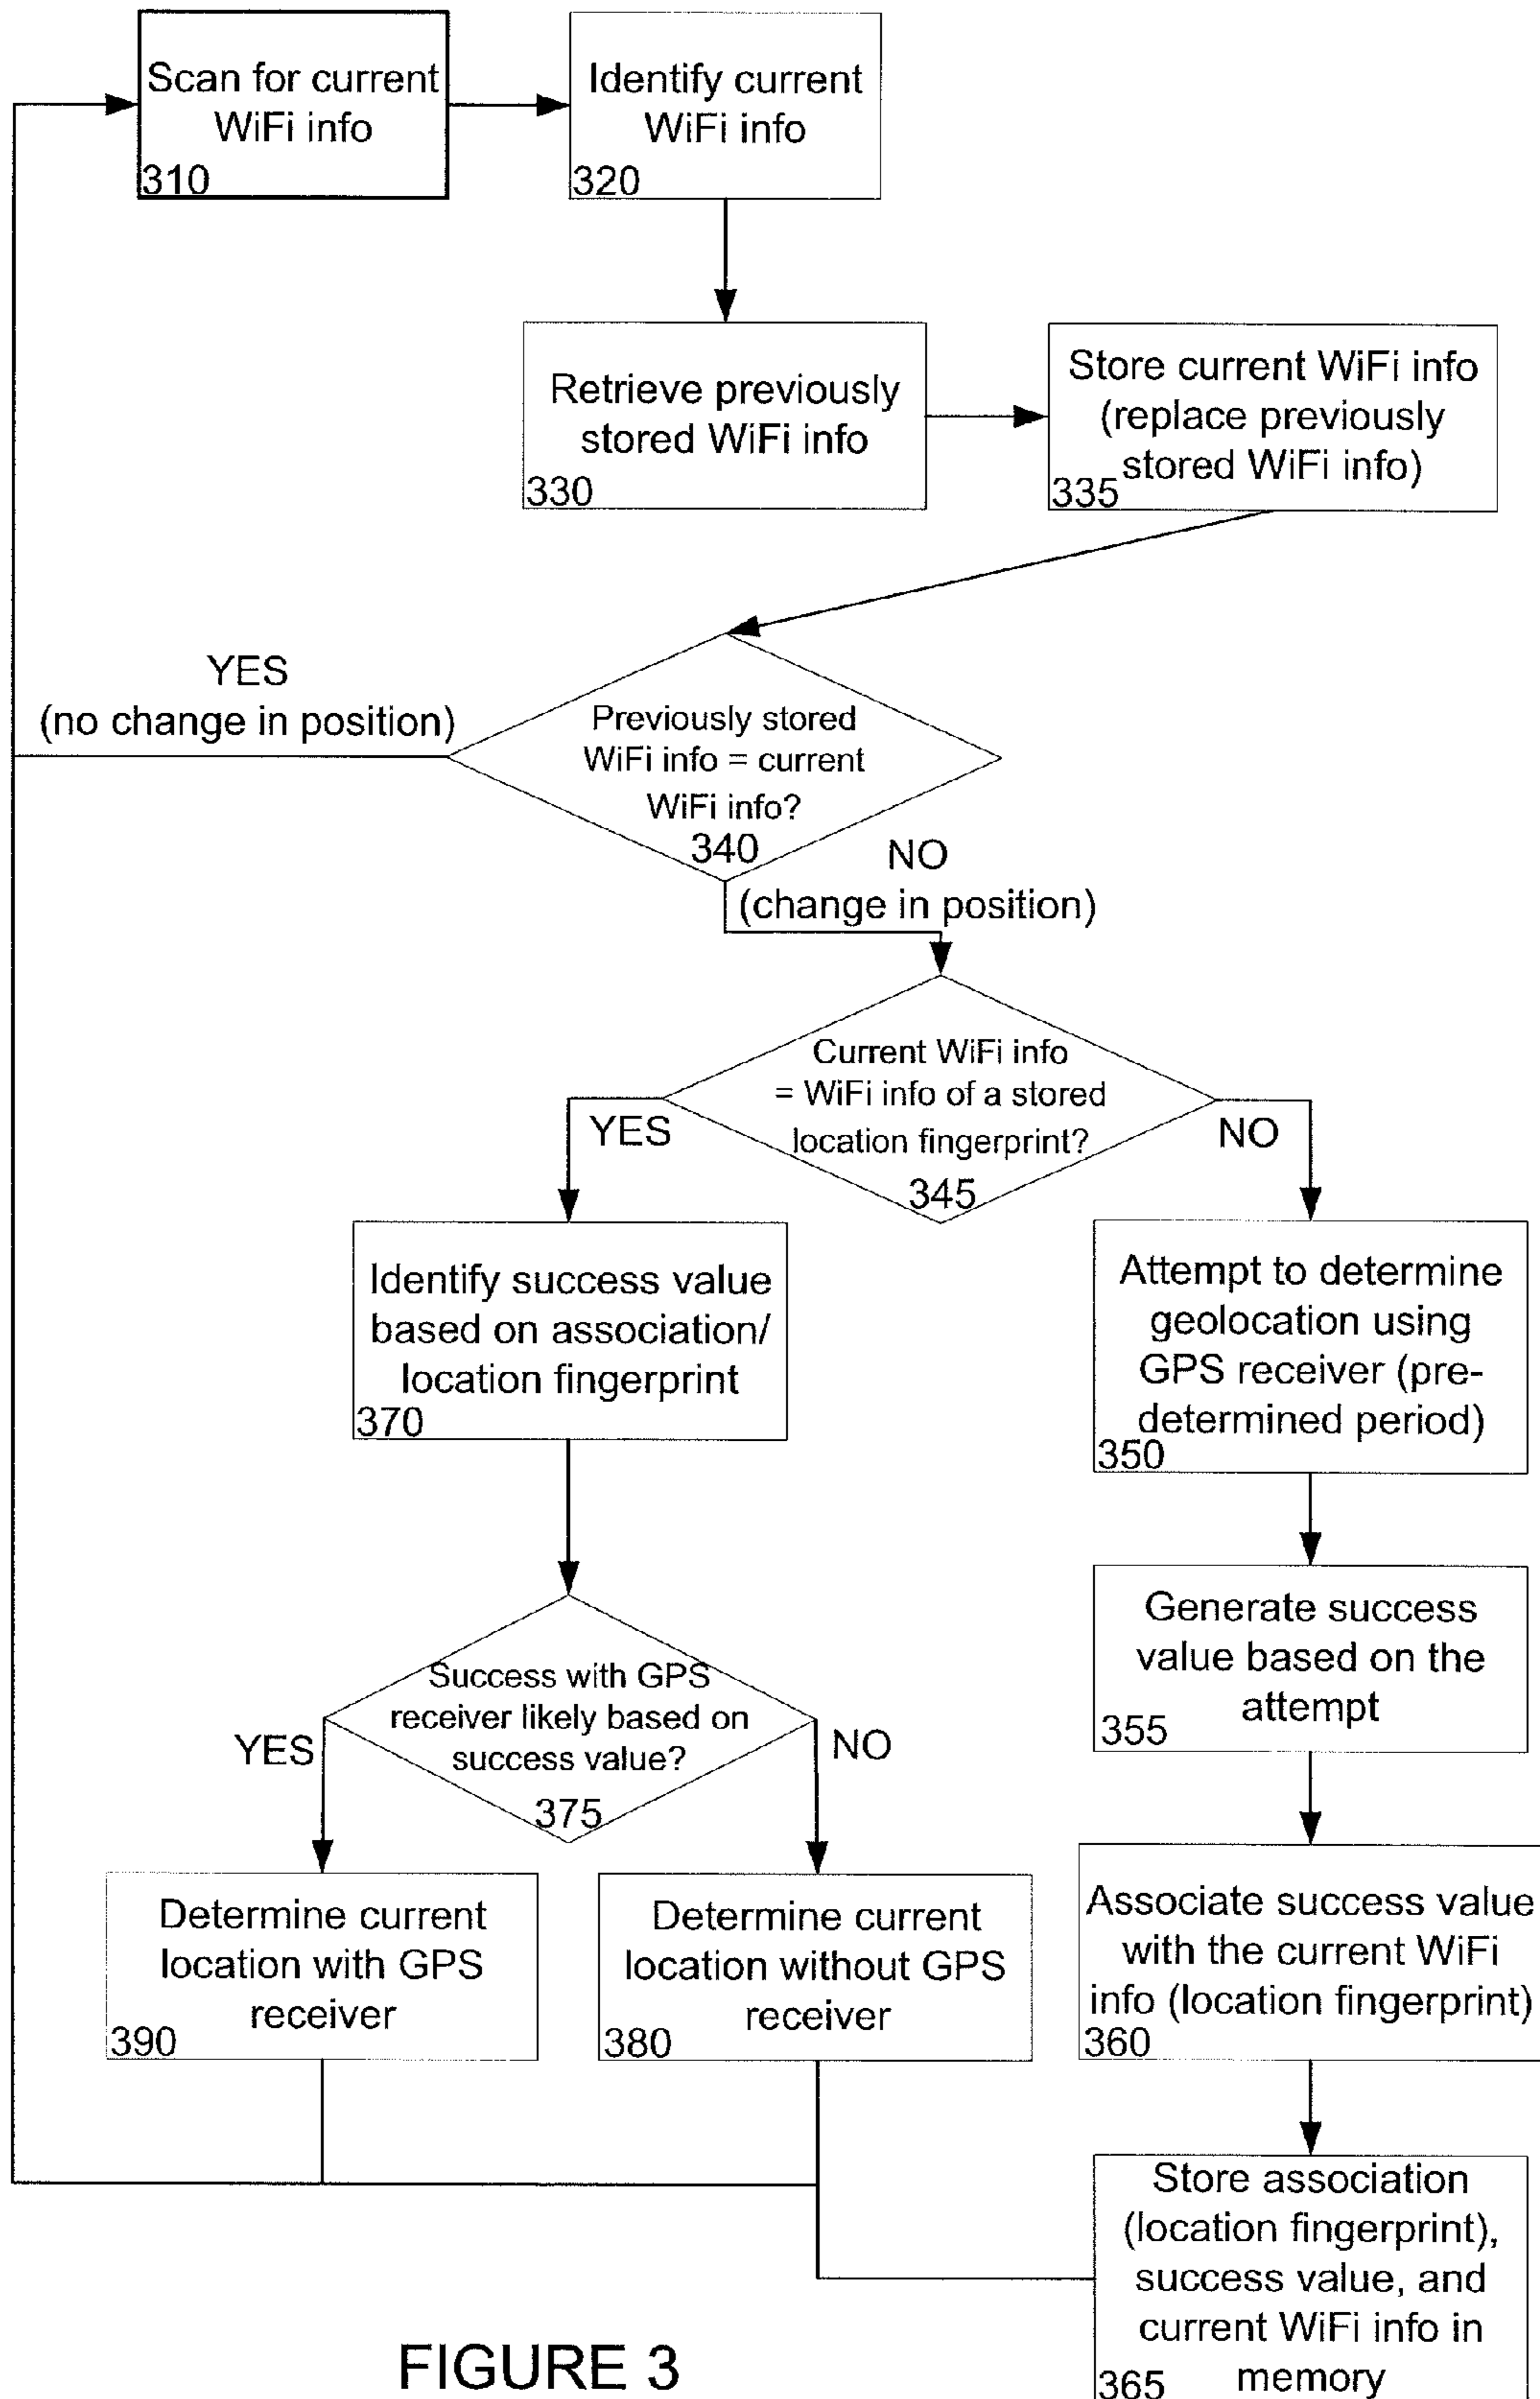 Scan for current
WiFi info
310
Identify current
WiFi info
320
Retrieve previously
stored WiFi info
330
Store current WiFi info
(replace previously
stored WiFi info)
335
YES
(no change in position)
Previously stored
WiFi info = current
WiFi info?
340
NO
(change in position)
Current WiFi info
= WiFi info of a stored
location fingerprint?
345
YES
NO
Identify success value
based on association/
location fingerprint
370
Attempt to determine
geolocation using
GPS receiver (pre-
determined period)
350
Generate success
value based on the
attempt
355
Success with GPS
receiver likely based on
success value?
375
YES
NO
Determine current
location with GPS
receiver
390
Determine current
location without GPS
receiver
380
Associate success value
with the current WiFi
info (location fingerprint)
360
Store association
(location fingerprint),
success value, and
current WiFi info in
memory
365
FIGURE 3